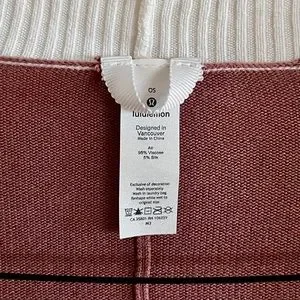 OS
lululemon
Designed in
Vancouver
Made in China
All
95% Viscose
5% Silk
Exclusive of decoration
Wash separately
Wash in laundry bag
Reshape whilst wet to
original size